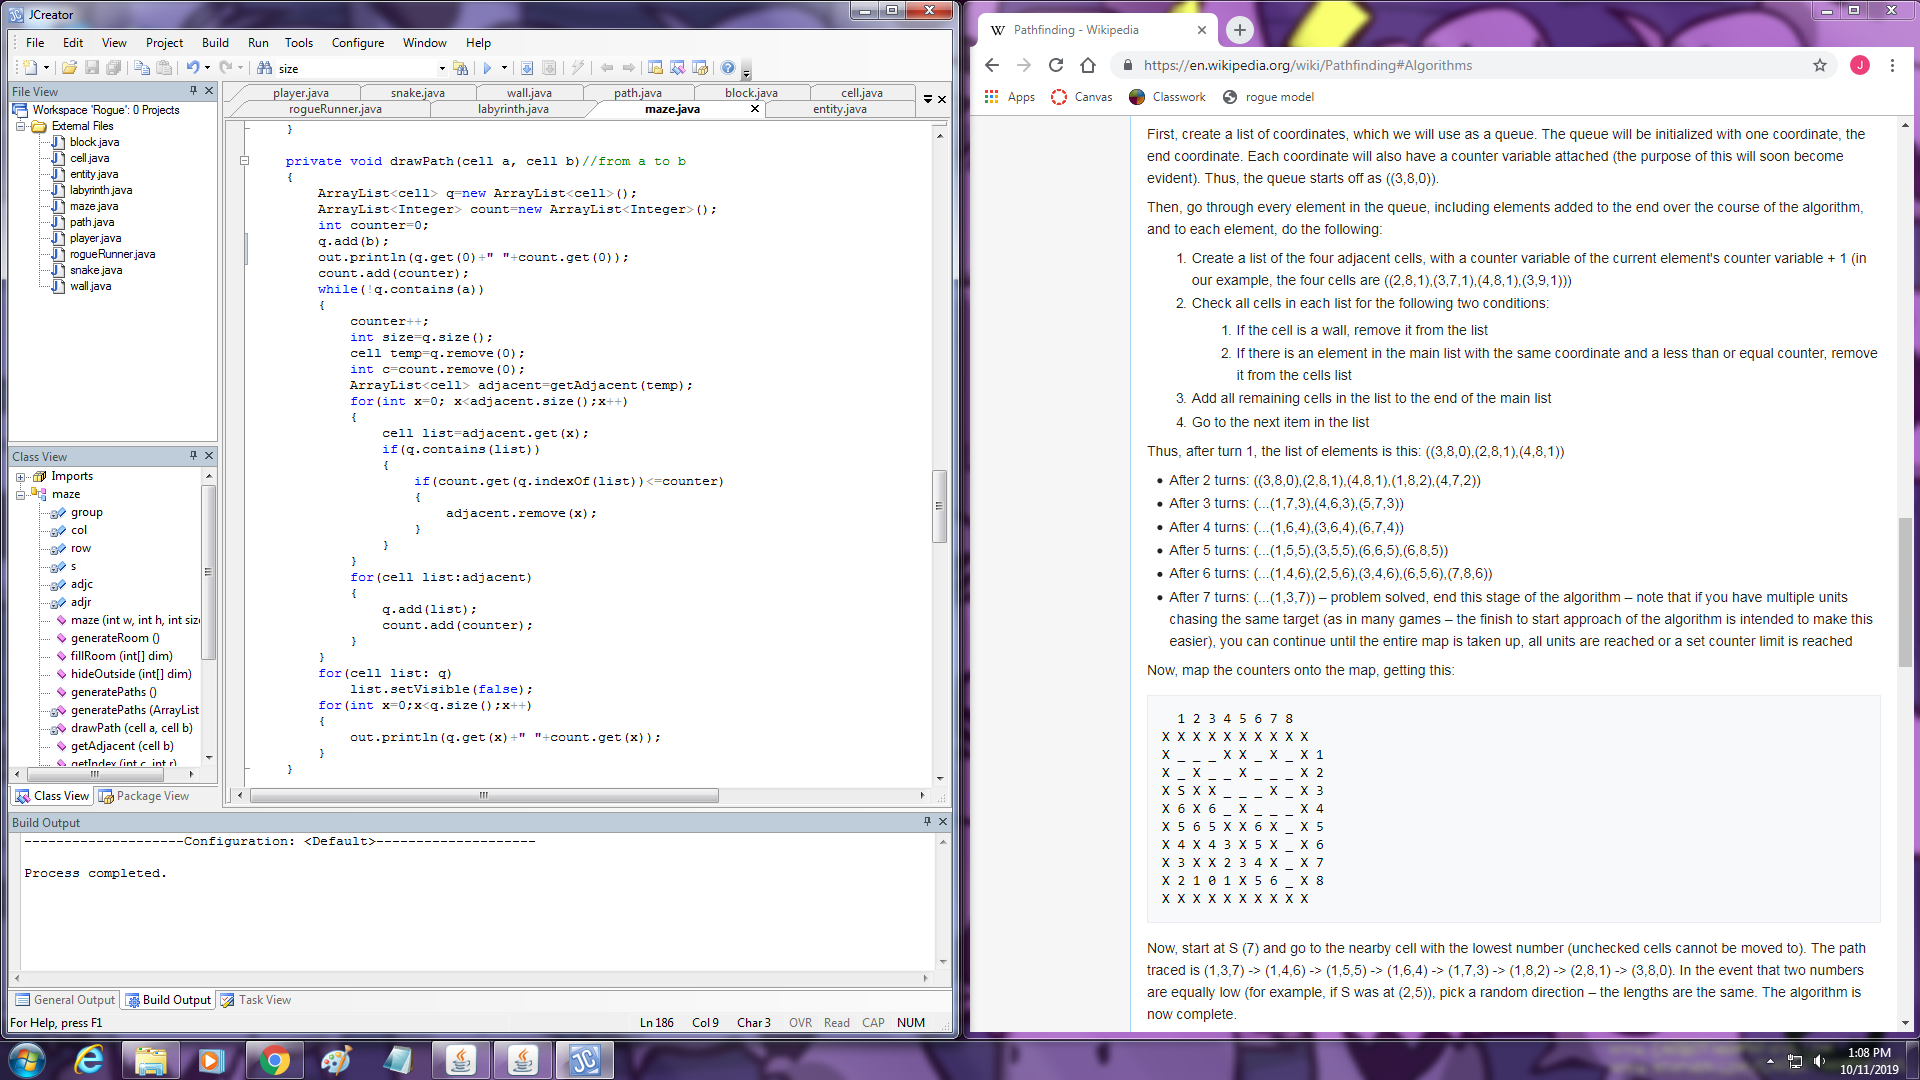 JCreator
File Edit View Project Build Run Tools Configure Window Help
size
File View
Workspace 'Rogue': 0 Projects
External Files
block.java
cell.java
entity.java
labyrinth.java
maze.java
path.java
player.java
rogueRunner.java
snake.java
wall.java
Class View
Imports
maze
group
col
row
s
adjc
adjr
maze (int w, int h, int size
generateRoom ()
fillRoom (int[] dim)
hideOutside (int[] dim)
generatePaths ()
generatePaths (ArrayList
drawPath (cell a, cell b)
getAdjacent (cell b)
getIndex (int c, int r)
Class View Package View
player.java snake.java wall.java path.java block.java cell.java
rogueRunner.java labyrinth.java maze.java entity.java
}
private void drawPath(cell a, cell b)//from a to b
{
ArrayList<cell> q=new ArrayList<cell>();
ArrayList<Integer> count=new ArrayList<Integer>();
int counter=0;
q.add(b);
out.println(q.get(0)+" "+count.get(0));
count.add(counter);
while(!q.contains(a))
{
counter++;
int size=q.size();
cell temp=q.remove(0);
int c=count.remove(0);
ArrayList<cell> adjacent=getAdjacent(temp);
for(int x=0; x<adjacent.size();x++)
{
cell list=adjacent.get(x);
if(q.contains(list))
{
if(count.get(q.indexOf(list))<=counter)
{
adjacent.remove(x);
}
}
}
for(cell list:adjacent)
{
q.add(list);
count.add(counter);
}
}
for(cell list: q)
list.setVisible(false);
for(int x=0;x<q.size();x++)
{
out.println(q.get(x)+" "+count.get(x));
}
}
Build Output
--------------------Configuration: <Default>--------------------
Process completed.
General Output Build Output Task View
For Help, press F1
Ln 186 Col 9 Char 3 OVR Read CAP NUM
W Pathfinding - Wikipedia
https://en.wikipedia.org/wiki/Pathfinding#Algorithms
J
Apps Canvas Classwork rogue model
First, create a list of coordinates, which we will use as a queue. The queue will be initialized with one coordinate, the
end coordinate. Each coordinate will also have a counter variable attached (the purpose of this will soon become
evident). Thus, the queue starts off as ((3,8,0)).
Then, go through every element in the queue, including elements added to the end over the course of the algorithm,
and to each element, do the following:
1. Create a list of the four adjacent cells, with a counter variable of the current element's counter variable + 1 (in
our example, the four cells are ((2,8,1),(3,7,1),(4,8,1),(3,9,1)))
2. Check all cells in each list for the following two conditions:
1. If the cell is a wall, remove it from the list
2. If there is an element in the main list with the same coordinate and a less than or equal counter, remove
it from the cells list
3. Add all remaining cells in the list to the end of the main list
4. Go to the next item in the list
Thus, after turn 1, the list of elements is this: ((3,8,0),(2,8,1),(4,8,1))
• After 2 turns: ((3,8,0),(2,8,1),(4,8,1),(1,8,2),(4,7,2))
• After 3 turns: (...(1,7,3),(4,6,3),(5,7,3))
• After 4 turns: (...(1,6,4),(3,6,4),(6,7,4))
• After 5 turns: (...(1,5,5),(3,5,5),(6,6,5),(6,8,5))
• After 6 turns: (...(1,4,6),(2,5,6),(3,4,6),(6,5,6),(7,8,6))
• After 7 turns: (...(1,3,7)) – problem solved, end this stage of the algorithm – note that if you have multiple units
chasing the same target (as in many games – the finish to start approach of the algorithm is intended to make this
easier), you can continue until the entire map is taken up, all units are reached or a set counter limit is reached
Now, map the counters onto the map, getting this:
1 2 3 4 5 6 7 8
X X X X X X X X X X
X _ _ _ X X _ X _ X 1
X _ X _ _ X _ _ _ X 2
X S X X _ _ _ X _ X 3
X 6 X 6 _ X _ _ _ X 4
X 5 6 5 X X 6 X _ X 5
X 4 X 4 3 X 5 X _ X 6
X 3 X X 2 3 4 X _ X 7
X 2 1 0 1 X 5 6 _ X 8
X X X X X X X X X X
Now, start at S (7) and go to the nearby cell with the lowest number (unchecked cells cannot be moved to). The path
traced is (1,3,7) -> (1,4,6) -> (1,5,5) -> (1,6,4) -> (1,7,3) -> (1,8,2) -> (2,8,1) -> (3,8,0). In the event that two numbers
are equally low (for example, if S was at (2,5)), pick a random direction – the lengths are the same. The algorithm is
now complete.
JC
1:08 PM
10/11/2019